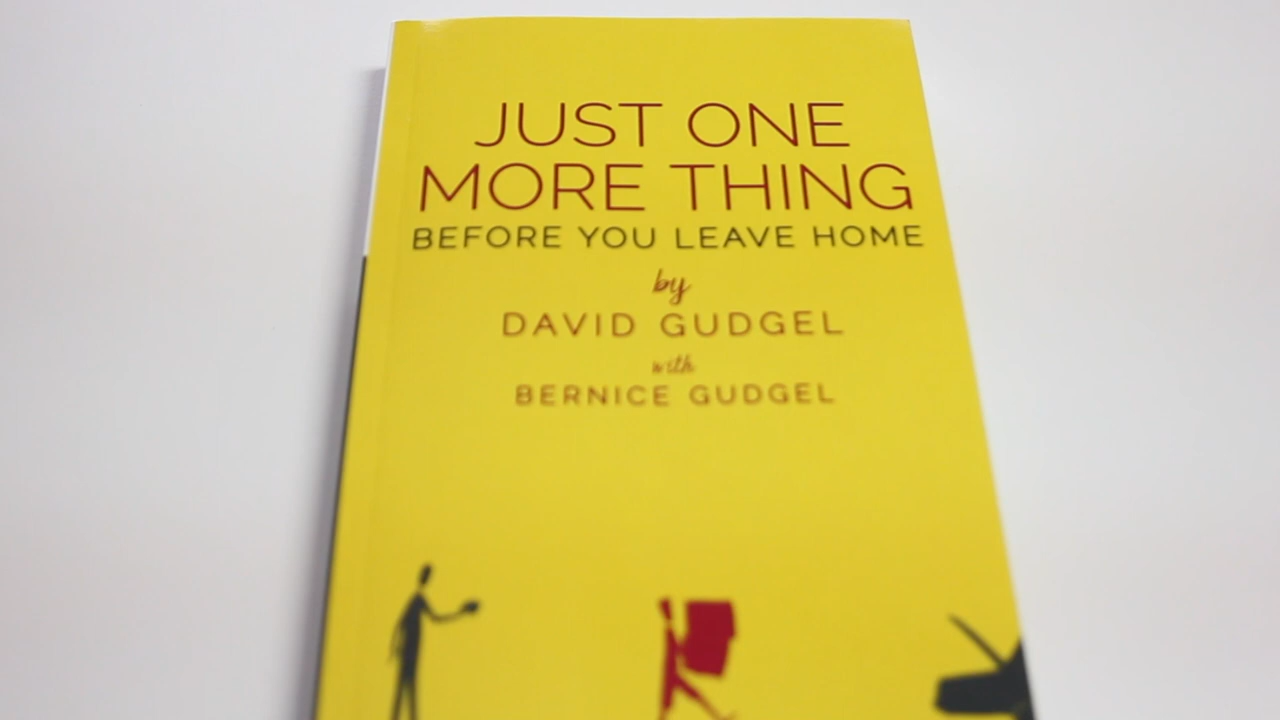 JUST ONE
MORE THING
BEFORE YOU LEAVE HOME
by
DAVID GUDGEL
with
BERNICE GUDGEL